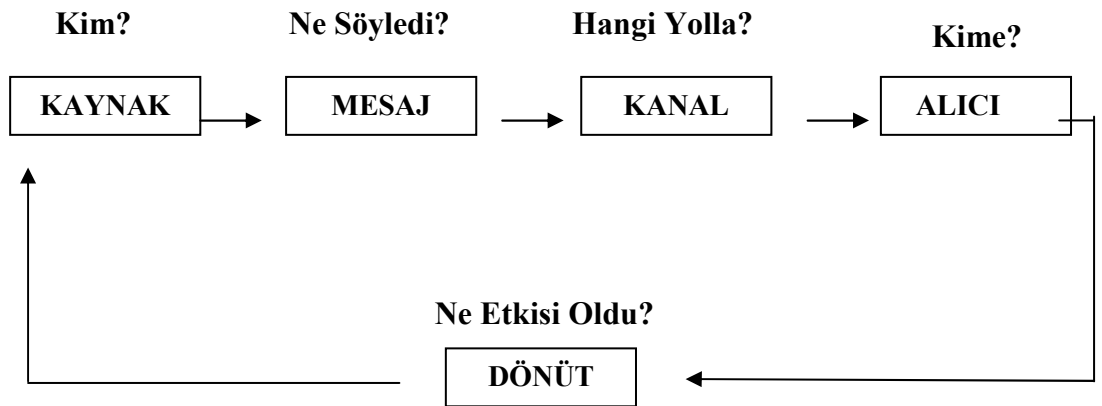 Kim?
Ne Söyledi?
Hangi Yolla?
Kime?
KAYNAK
MESAJ
KANAL
ALICI
Ne Etkisi Oldu?
DÖNÜT